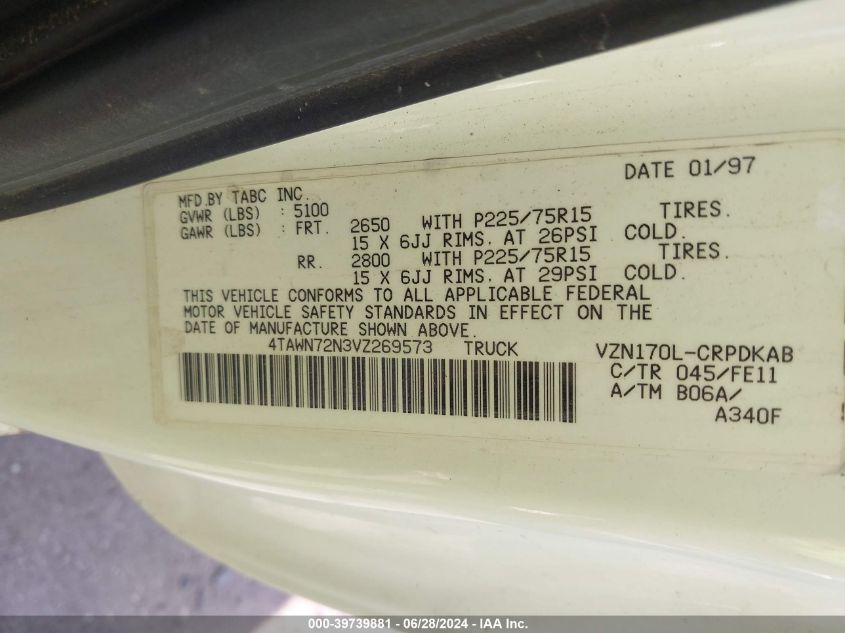 DATE 01/97
MFD.BY TABC INC.
GVWR (LBS) : 5100
GAWR (LBS) : FRT. 2650 WITH P225/75R15 TIRES.
15 X 6JJ RIMS. AT 26PSI COLD.
RR. 2800 WITH P225/75R15 TIRES.
15 X 6JJ RIMS. AT 29PSI COLD.
THIS VEHICLE CONFORMS TO ALL APPLICABLE FEDERAL
MOTOR VEHICLE SAFETY STANDARDS IN EFFECT ON THE
DATE OF MANUFACTURE SHOWN ABOVE.
4TAWN72N3VZ269573 TRUCK VZN170L-CRPDKAB
C/TR 045/FE11
A/TM B06A/
A340F
000-39739881 / 06/28/2024 - IAA Inc.